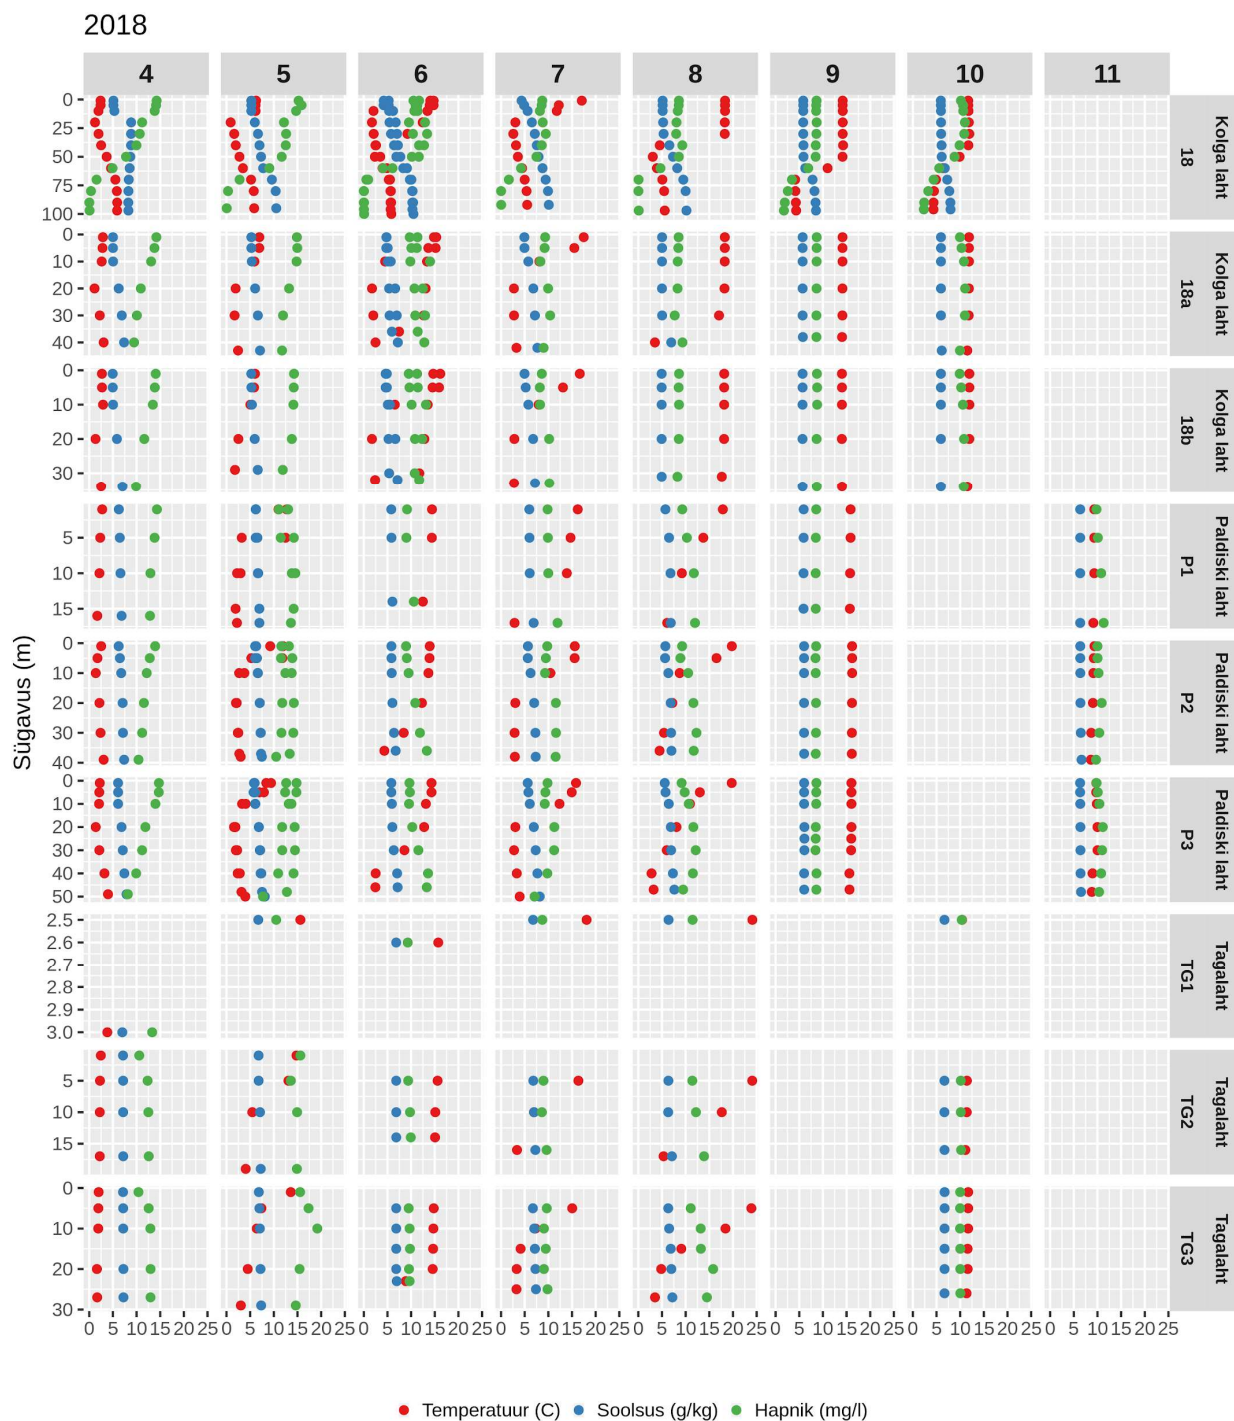 2018
4 5 6 7 8 9 10 11
0
25
50
75
100
Kolga laht
18
0
10
20
30
40
Kolga laht
18a
0
10
20
30
Kolga laht
18b
5
10
15
Paldiski laht
P1
0
10
20
30
40
Paldiski laht
P2
0
10
20
30
40
50
Paldiski laht
P3
2.5
2.6
2.7
2.8
2.9
3.0
Tagalaht
TG1
5
10
15
Tagalaht
TG2
0
10
20
30
Tagalaht
TG3
Sügavus (m)
0 5 10 15 20 25 0 5 10 15 20 25 0 5 10 15 20 25 0 5 10 15 20 25 0 5 10 15 20 25 0 5 10 15 20 25 0 5 10 15 20 25 0 5 10 15 20 25
Temperatuur (C) Soolsus (g/kg) Hapnik (mg/l)